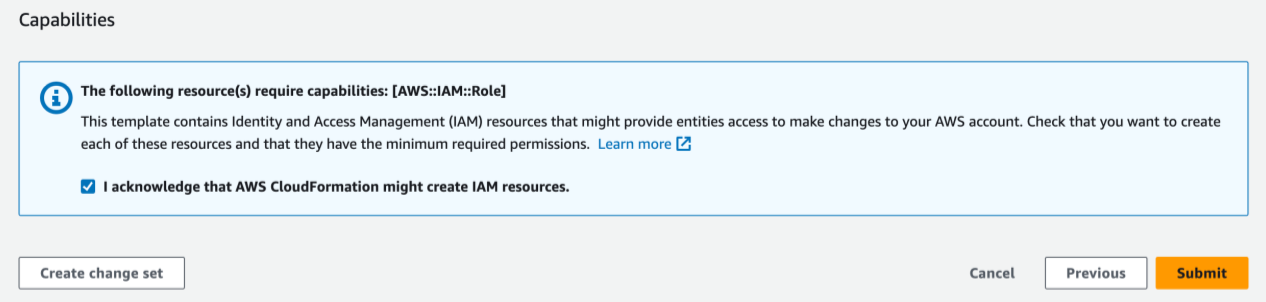 Capabilities
The following resource(s) require capabilities: [AWS::IAM::Role]
This template contains Identity and Access Management (IAM) resources that might provide entities access to make changes to your AWS account. Check that you want to create
each of these resources and that they have the minimum required permissions. Learn more
I acknowledge that AWS CloudFormation might create IAM resources.
Create change set Cancel Previous Submit